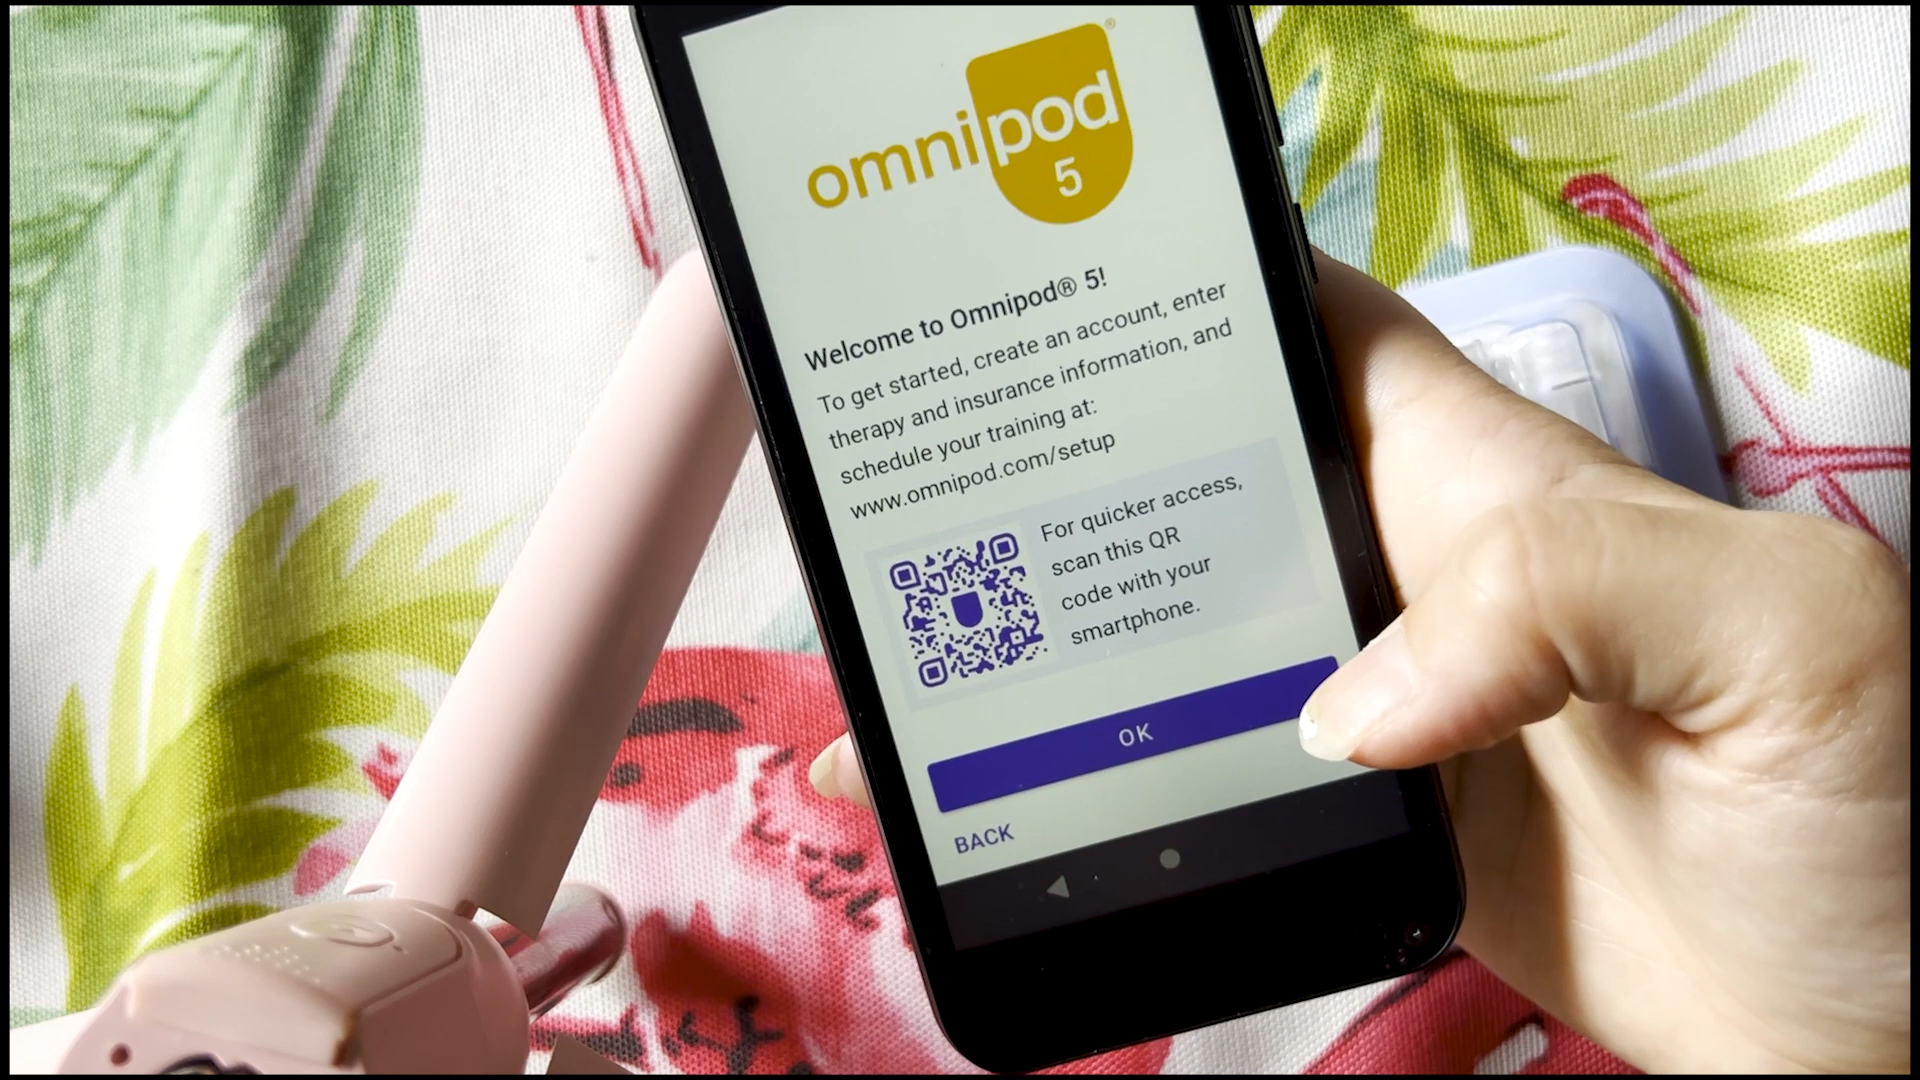 omnipod®
5
Welcome to Omnipod® 5!
To get started, create an account, enter
therapy and insurance information, and
schedule your training at:
www.omnipod.com/setup
For quicker access,
scan this QR
code with your
smartphone.
OK
BACK